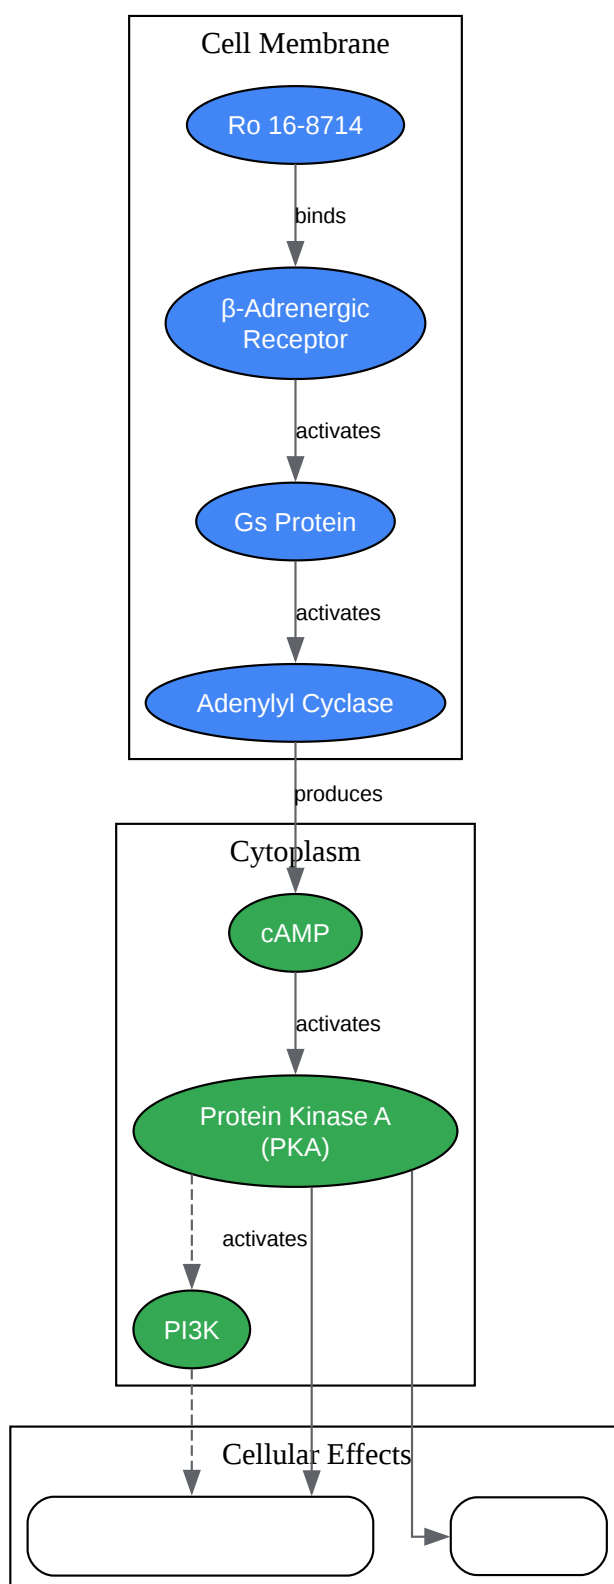 Cell Membrane
Ro 16-8714
binds
β-Adrenergic
Receptor
activates
Gs Protein
activates
Adenylyl Cyclase
produces
Cytoplasm
cAMP
activates
Protein Kinase A
(PKA)
activates
PI3K
Cellular Effects